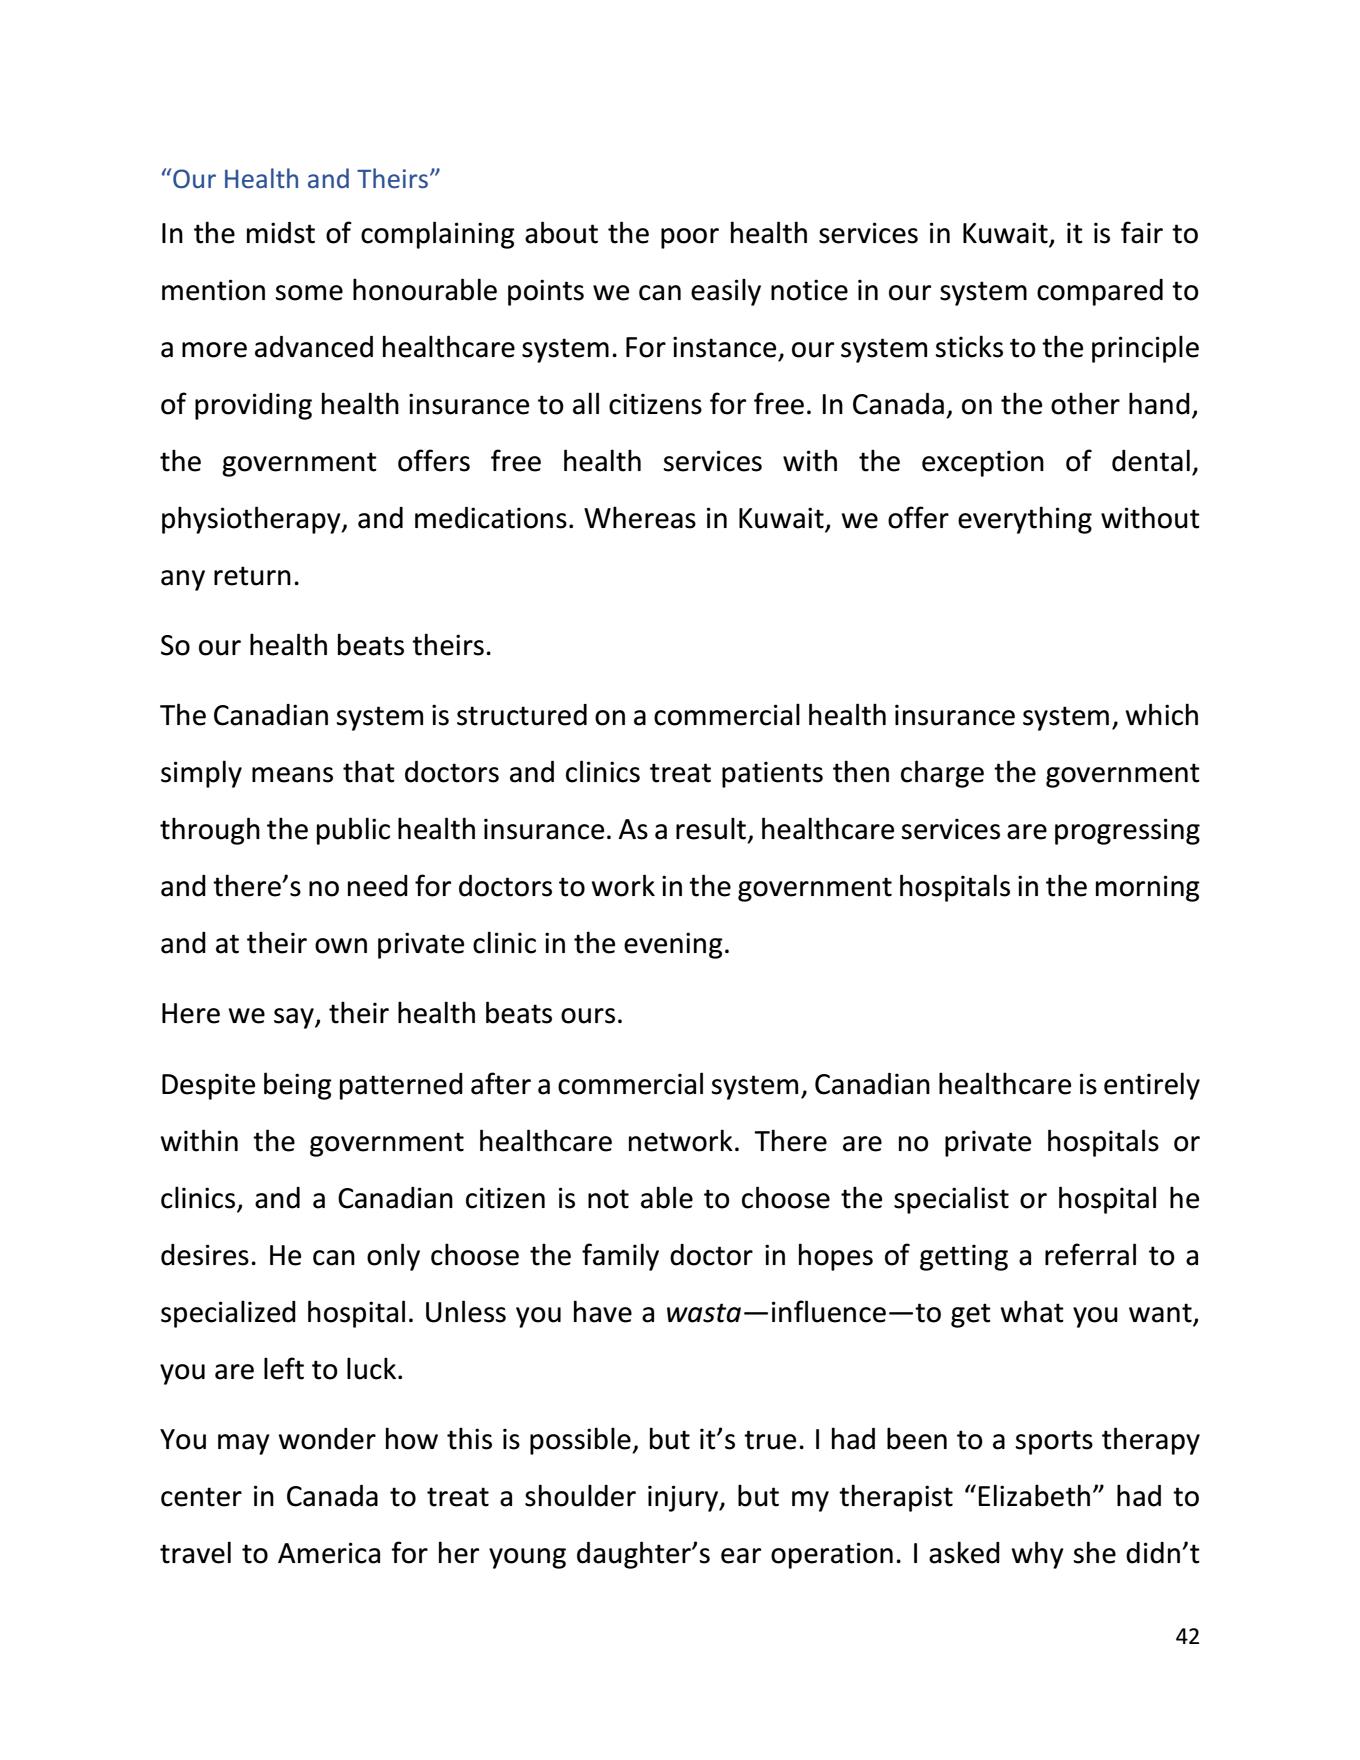 “Our Health and Theirs”
In the midst of complaining about the poor health services in Kuwait, it is fair to
mention some honourable points we can easily notice in our system compared to
a more advanced healthcare system. For instance, our system sticks to the principle
of providing health insurance to all citizens for free. In Canada, on the other hand,
the government offers free health services with the exception of dental,
physiotherapy, and medications. Whereas in Kuwait, we offer everything without
any return.
So our health beats theirs.
The Canadian system is structured on a commercial health insurance system, which
simply means that doctors and clinics treat patients then charge the government
through the public health insurance. As a result, healthcare services are progressing
and there’s no need for doctors to work in the government hospitals in the morning
and at their own private clinic in the evening.
Here we say, their health beats ours.
Despite being patterned after a commercial system, Canadian healthcare is entirely
within the government healthcare network. There are no private hospitals or
clinics, and a Canadian citizen is not able to choose the specialist or hospital he
desires. He can only choose the family doctor in hopes of getting a referral to a
specialized hospital. Unless you have a wasta—influence—to get what you want,
you are left to luck.
You may wonder how this is possible, but it’s true. I had been to a sports therapy
center in Canada to treat a shoulder injury, but my therapist “Elizabeth” had to
travel to America for her young daughter’s ear operation. I asked why she didn’t
42